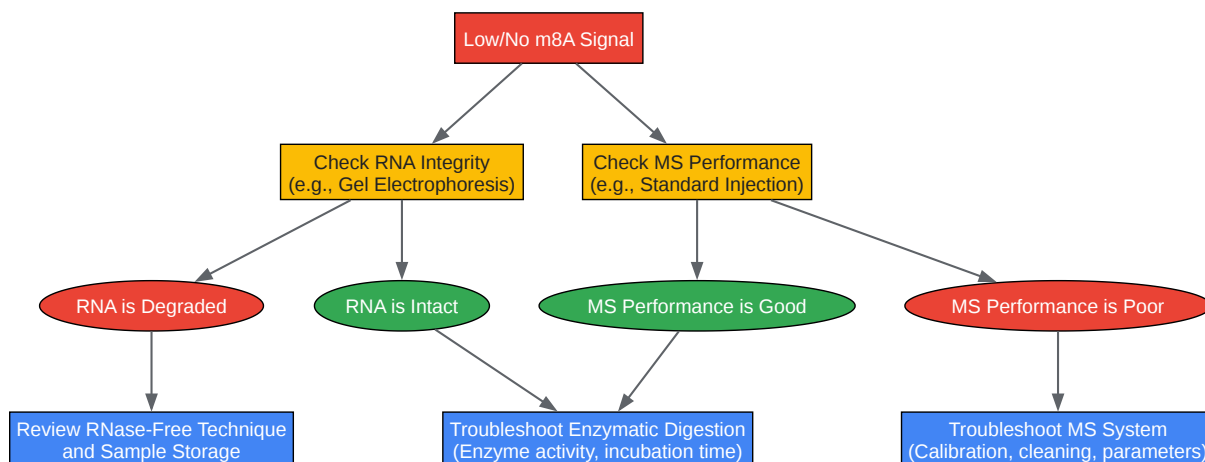 Low/No m8A Signal
Check RNA Integrity
(e.g., Gel Electrophoresis)
Check MS Performance
(e.g., Standard Injection)
RNA is Degraded
RNA is Intact
MS Performance is Good
MS Performance is Poor
Review RNase-Free Technique
and Sample Storage
Troubleshoot Enzymatic Digestion
(Enzyme activity, incubation time)
Troubleshoot MS System
(Calibration, cleaning, parameters)